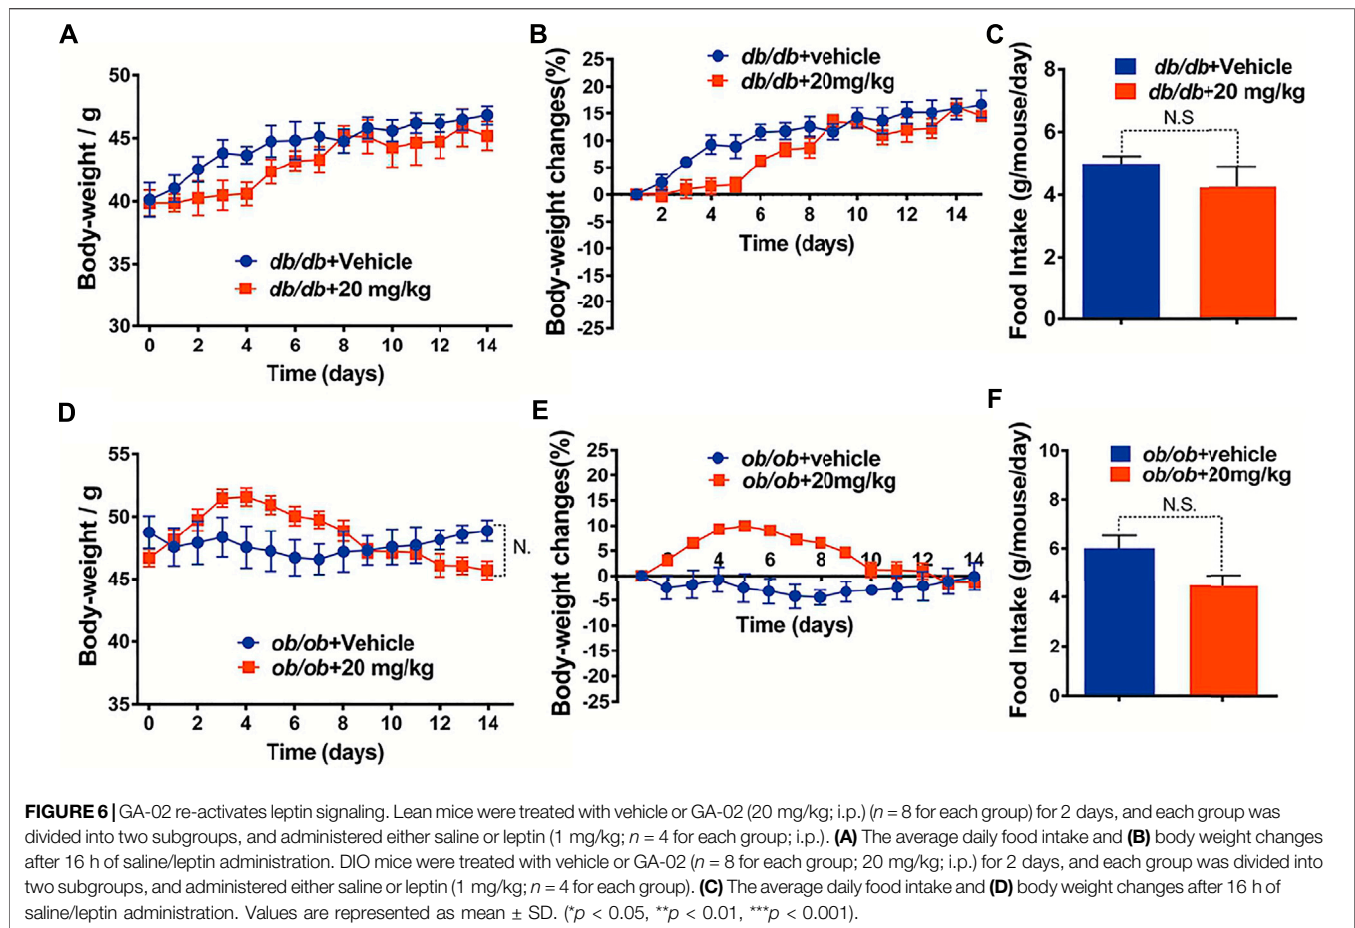 A
50
45
40
35
30
Body-weight / g
db/db+Vehicle
db/db+20 mg/kg
0 2 4 6 8 10 12 14
Time (days)
B
25
20
15
10
5
0
-5
-10
-15
-20
-25
Body-weight changes(%)
db/db+vehicle
db/db+20mg/kg
2 4 6 8 10 12 14
Time (days)
C
8
6
4
2
0
Food Intake (g/mouse/day)
db/db+Vehicle
db/db+20 mg/kg
N.S
D
55
50
45
40
35
Body-weight / g
N.
ob/ob+Vehicle
ob/ob+20 mg/kg
0 2 4 6 8 10 12 14
Time (days)
E
25
20
15
10
5
0
-5
-10
-15
-20
-25
Body-weight changes(%)
ob/ob+vehicle
ob/ob+20mg/kg
2 4 6 8 10 12 14
Time (days)
F
10
8
6
4
2
0
Food Intake (g/mouse/day)
ob/ob+vehicle
ob/ob+20mg/kg
N.S.
FIGURE 6 | GA-02 re-activates leptin signaling. Lean mice were treated with vehicle or GA-02 (20 mg/kg; i.p.) (n = 8 for each group) for 2 days, and each group was
divided into two subgroups, and administered either saline or leptin (1 mg/kg; n = 4 for each group; i.p.). (A) The average daily food intake and (B) body weight changes
after 16 h of saline/leptin administration. DIO mice were treated with vehicle or GA-02 (n = 8 for each group; 20 mg/kg; i.p.) for 2 days, and each group was divided into
two subgroups, and administered either saline or leptin (1 mg/kg; n = 4 for each group). (C) The average daily food intake and (D) body weight changes after 16 h of
saline/leptin administration. Values are represented as mean ± SD. (*p < 0.05, **p < 0.01, ***p < 0.001).